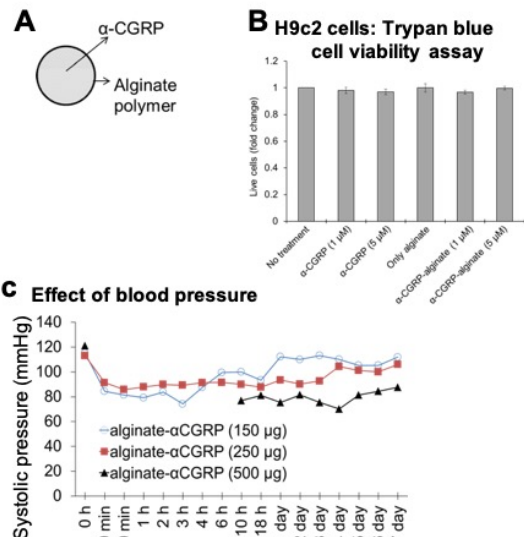 A
α-CGRP
Alginate
polymer
B
H9c2 cells: Trypan blue
cell viability assay
Live cells (fold change)
1.2
1
0.8
0.6
0.4
0.2
0
No treatment
α-CGRP (1 µM)
α-CGRP (5 µM)
Only alginate
α-CGRP-alginate (1 µM)
α-CGRP-alginate (5 µM)
c
Effect of blood pressure
Systolic pressure (mmHg)
140
120
100
80
60
40
20
0
alginate-αCGRP (150 µg)
alginate-αCGRP (250 µg)
alginate-αCGRP (500 µg)
0 h
min
min
1 h
2 h
3 h
4 h
6 h
10 h
18 h
day
day
day
day
day
day
day